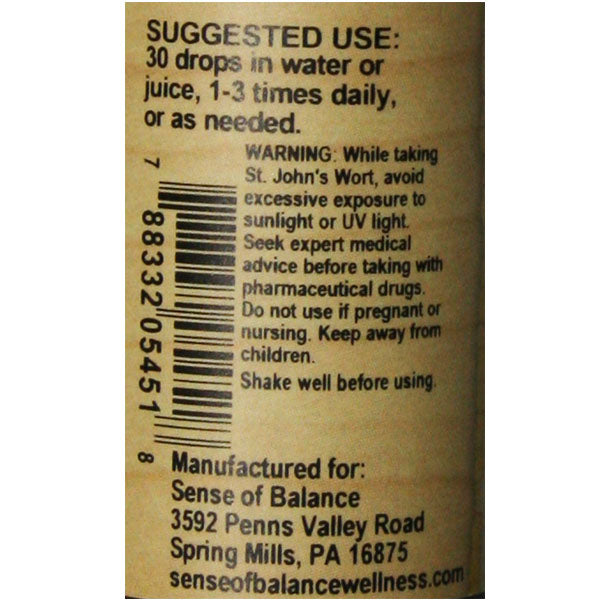 SUGGESTED USE:
30 drops in water or
juice, 1-3 times daily,
or as needed.
WARNING: While taking
St. John's Wort, avoid
excessive exposure to
sunlight or UV light.
Seek expert medical
advice before taking with
pharmaceutical drugs.
Do not use if pregnant or
nursing. Keep away from
children.
Shake well before using.
7 88332 05451 8
Manufactured for:
Sense of Balance
3592 Penns Valley Road
Spring Mills, PA 16875
senseofbalancewellness.com